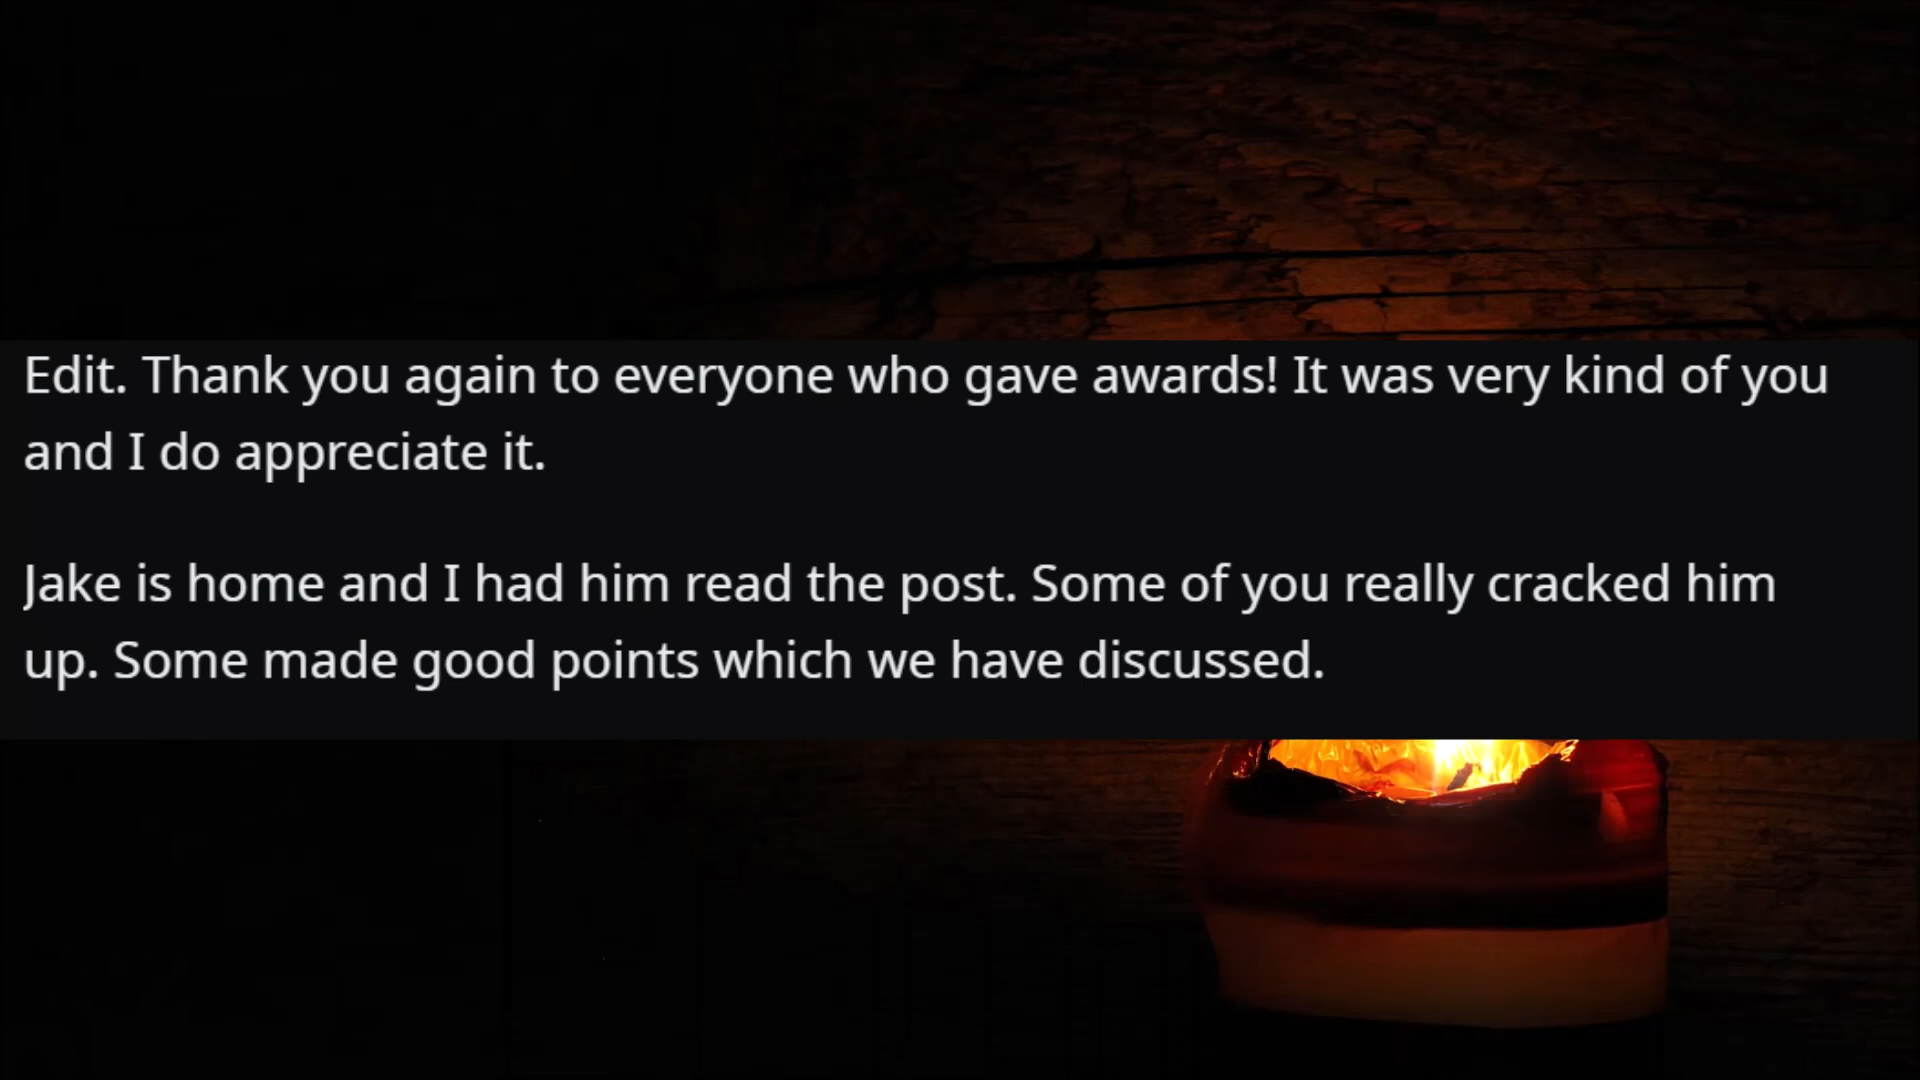 Edit. Thank you again to everyone who gave awards! It was very kind of you
and I do appreciate it.
Jake is home and I had him read the post. Some of you really cracked him
up. Some made good points which we have discussed.